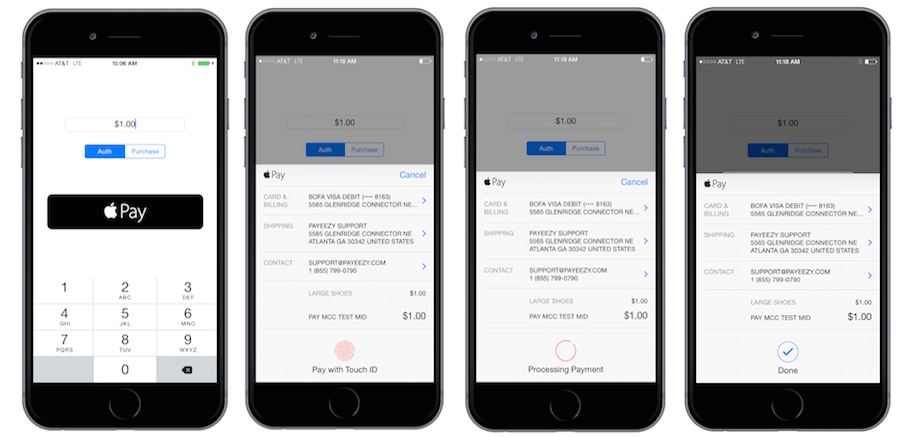 AT&T LTE 10:06 AM
$1.00
Auth Purchase
Pay
1 2 3
ABC DEF
4 5 6
GHI JKL MNO
7 8 9
PQRS TUV WXYZ
0
AT&T LTE 11:18 AM
$1.00
Auth Purchase
Pay Cancel
CARD & BOFA VISA DEBIT (•••• 8163)
BILLING 5565 GLENRIDGE CONNECTOR NE...
SHIPPING PAYEEZY SUPPORT
5565 GLENRIDGE CONNECTOR NE
ATLANTA GA 30342 UNITED STATES
CONTACT SUPPORT@PAYEEZY.COM
1 (855) 799-0790
LARGE SHOES $1.00
PAY MCC TEST MID $1.00
Pay with Touch ID
AT&T LTE 11:18 AM
$1.00
Auth Purchase
Pay Cancel
CARD & BOFA VISA DEBIT (•••• 8163)
BILLING 5565 GLENRIDGE CONNECTOR NE...
SHIPPING PAYEEZY SUPPORT
5565 GLENRIDGE CONNECTOR NE
ATLANTA GA 30342 UNITED STATES
CONTACT SUPPORT@PAYEEZY.COM
1 (855) 799-0790
LARGE SHOES $1.00
PAY MCC TEST MID $1.00
Processing Payment
AT&T LTE 11:18 AM
$1.00
Auth Purchase
Pay
CARD & BOFA VISA DEBIT (•••• 8163)
BILLING 5565 GLENRIDGE CONNECTOR NE...
SHIPPING PAYEEZY SUPPORT
5565 GLENRIDGE CONNECTOR NE
ATLANTA GA 30342 UNITED STATES
CONTACT SUPPORT@PAYEEZY.COM
1 (855) 799-0790
LARGE SHOES $1.00
PAY MCC TEST MID $1.00
Done